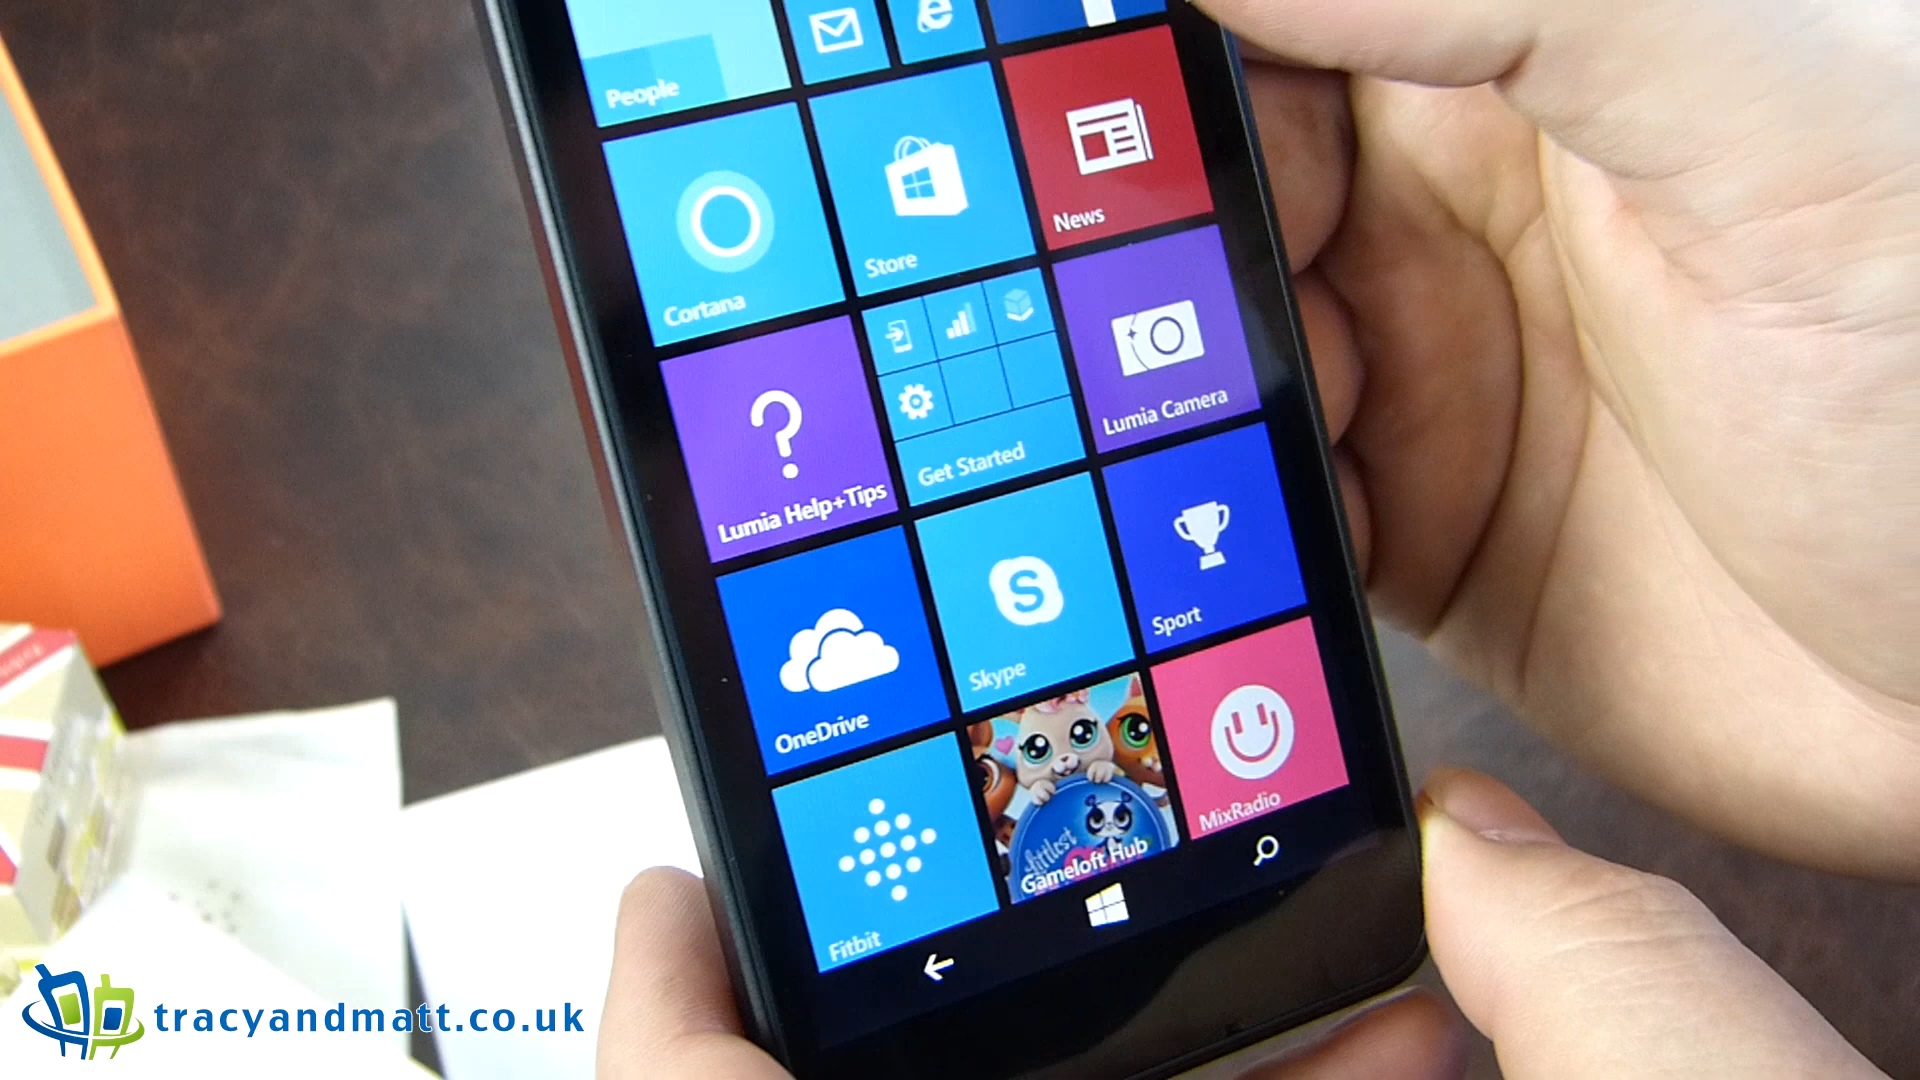 People
Cortana
Store
News
Lumia Help+Tips
Get Started
Lumia Camera
OneDrive
Skype
S
Sport
Fitbit
littlest
Gameloft Hub
MixRadio
tracyandmatt.co.uk